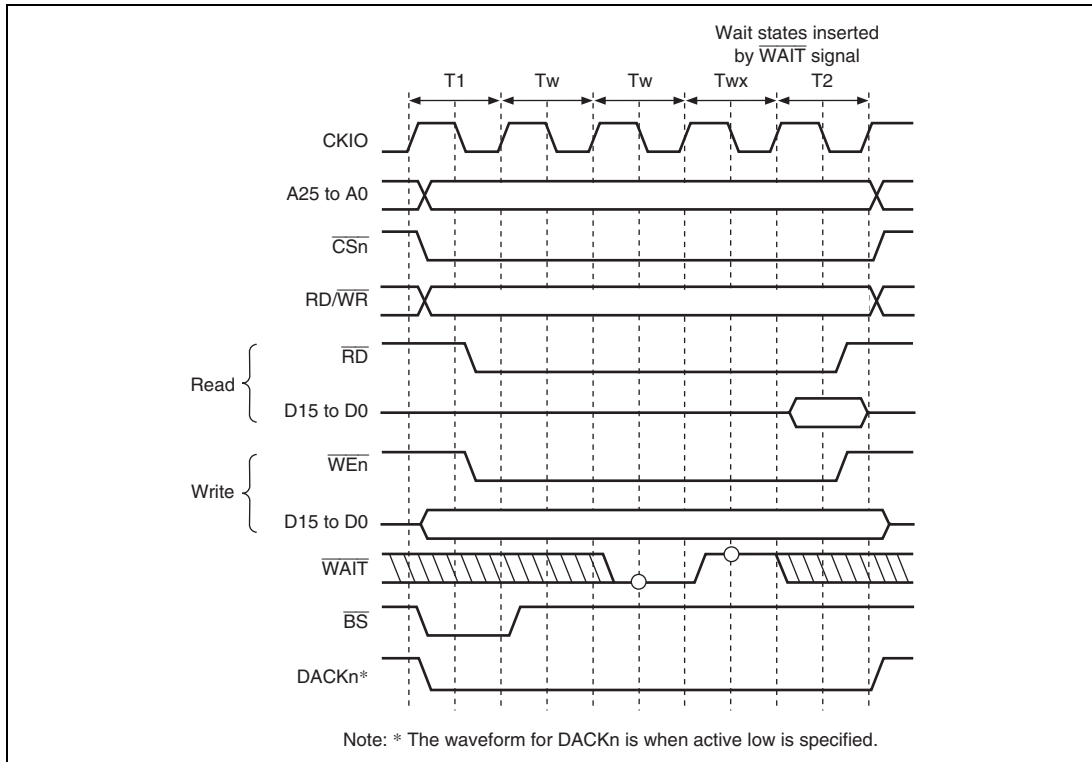 Wait states inserted
by WAIT signal
T1 Tw Tw Twx T2
CKIO
A25 to A0
CSn
RD/WR
RD
Read
D15 to D0
WEn
Write
D15 to D0
WAIT
BS
DACKn*
Note: * The waveform for DACKn is when active low is specified.